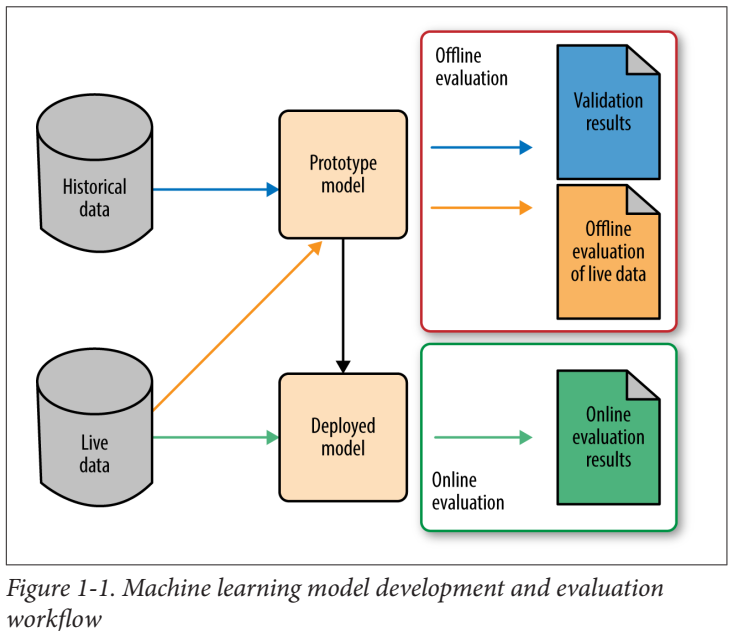 Offline
evaluation
Validation
results
Historical
data
Prototype
model
Offline
evaluation
of live data
Live
data
Deployed
model
Online
evaluation
Online
evaluation
results
Figure 1-1. Machine learning model development and evaluation
workflow